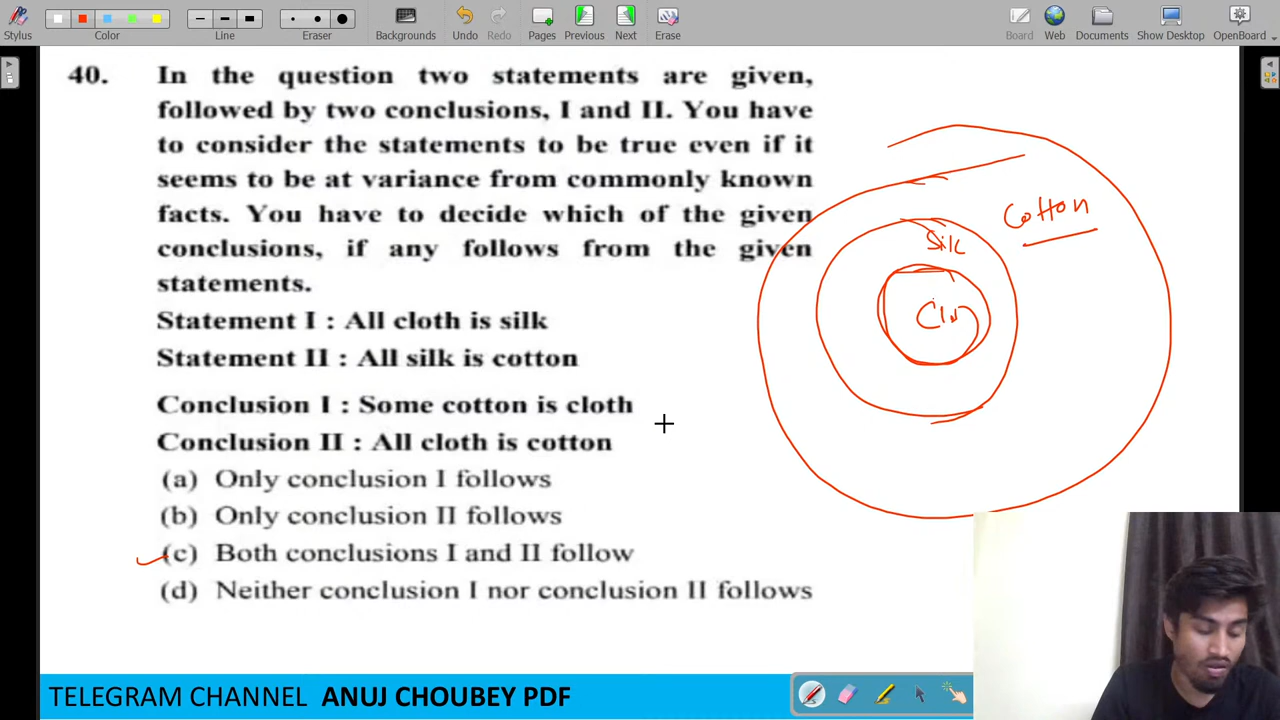 Stylus Color Line Eraser Backgrounds Undo Redo Pages Previous Next Erase Board Web Documents Show Desktop OpenBoard
40. In the question two statements are given,
followed by two conclusions, I and II. You have
to consider the statements to be true even if it
seems to be at variance from commonly known
facts. You have to decide which of the given
conclusions, if any follows from the given
statements.
Statement I : All cloth is silk
Statement II : All silk is cotton
Conclusion I : Some cotton is cloth
Conclusion II : All cloth is cotton
(a) Only conclusion I follows
(b) Only conclusion II follows
(c) Both conclusions I and II follow
(d) Neither conclusion I nor conclusion II follows
Cotton
Silk
TELEGRAM CHANNEL ANUJ CHOUBEY PDF